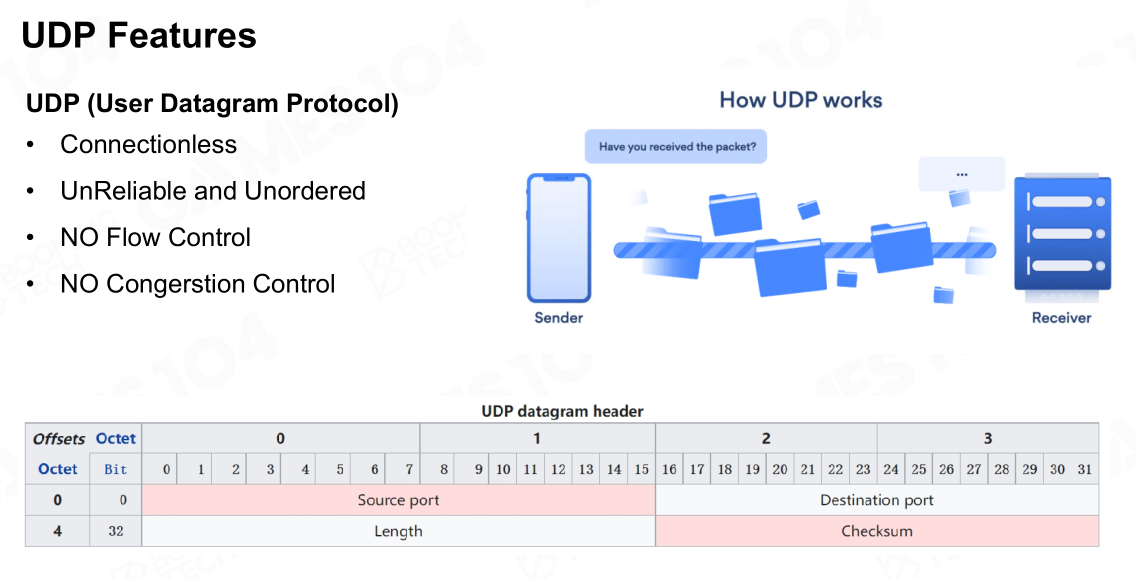 UDP Features
UDP (User Datagram Protocol)
• Connectionless
• UnReliable and Unordered
• NO Flow Control
• NO Congerstion Control
How UDP works
Have you received the packet?
...
Sender
Receiver
UDP datagram header
Offsets Octet 0 1 2 3
Octet Bit 0 1 2 3 4 5 6 7 8 9 10 11 12 13 14 15 16 17 18 19 20 21 22 23 24 25 26 27 28 29 30 31
0 0 Source port Destination port
4 32 Length Checksum